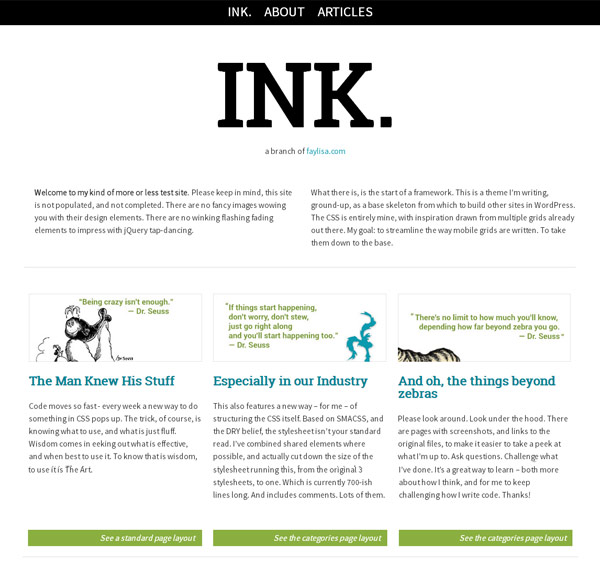 INK. ABOUT ARTICLES
INK.
a branch of faylisa.com
Welcome to my kind of more or less test site. Please keep in mind, this site
is not populated, and not completed. There are no fancy images wowing
you with their design elements. There are no winking flashing fading
elements to impress with jQuery tap-dancing.
What there is, is the start of a framework. This is a theme I'm writing,
ground-up, as a base skeleton from which to build other sites in WordPress.
The CSS is entirely mine, with inspiration drawn from multiple grids already
out there. My goal: to streamline the way mobile grids are written. To take
them down to the base.
"Being crazy isn't enough."
— Dr. Seuss
The Man Knew His Stuff
Code moves so fast - every week a new way to do
something in CSS pops up. The trick, of course, is
knowing what to use, and what is just fluff.
Wisdom comes in eeking out what is effective,
and when best to use it. To know that is wisdom,
to use it is The Art.
See a standard page layout
"If things start happening,
don't worry, don't stew,
just go right along
and you'll start happening too."
— Dr. Seuss
Especially in our Industry
This also features a new way – for me – of
structuring the CSS itself. Based on SMACSS, and
the DRY belief, the stylesheet isn't your standard
read. I've combined shared elements where
possible, and actually cut down the size of the
stylesheet running this, from the original 3
stylesheets, to one. Which is currently 700-ish
lines long. And includes comments. Lots of them.
See the categories page layout
"There's no limit to how much you'll know,
depending how far beyond zebra you go.
— Dr. Seuss"
And oh, the things beyond
zebras
Please look around. Look under the hood. There
are pages with screenshots, and links to the
original files, to make it easier to take a peek at
what I'm up to. Ask questions. Challenge what
I've done. It's a great way to learn – both more
about how I think, and for me to keep
challenging how I write code. Thanks!
See the categories page layout